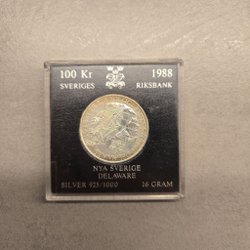 100 Kr 1988
SVERIGES RIKSBANK
NYA SVERIGE
DELAWARE
SILVER 925/1000 16 GRAM